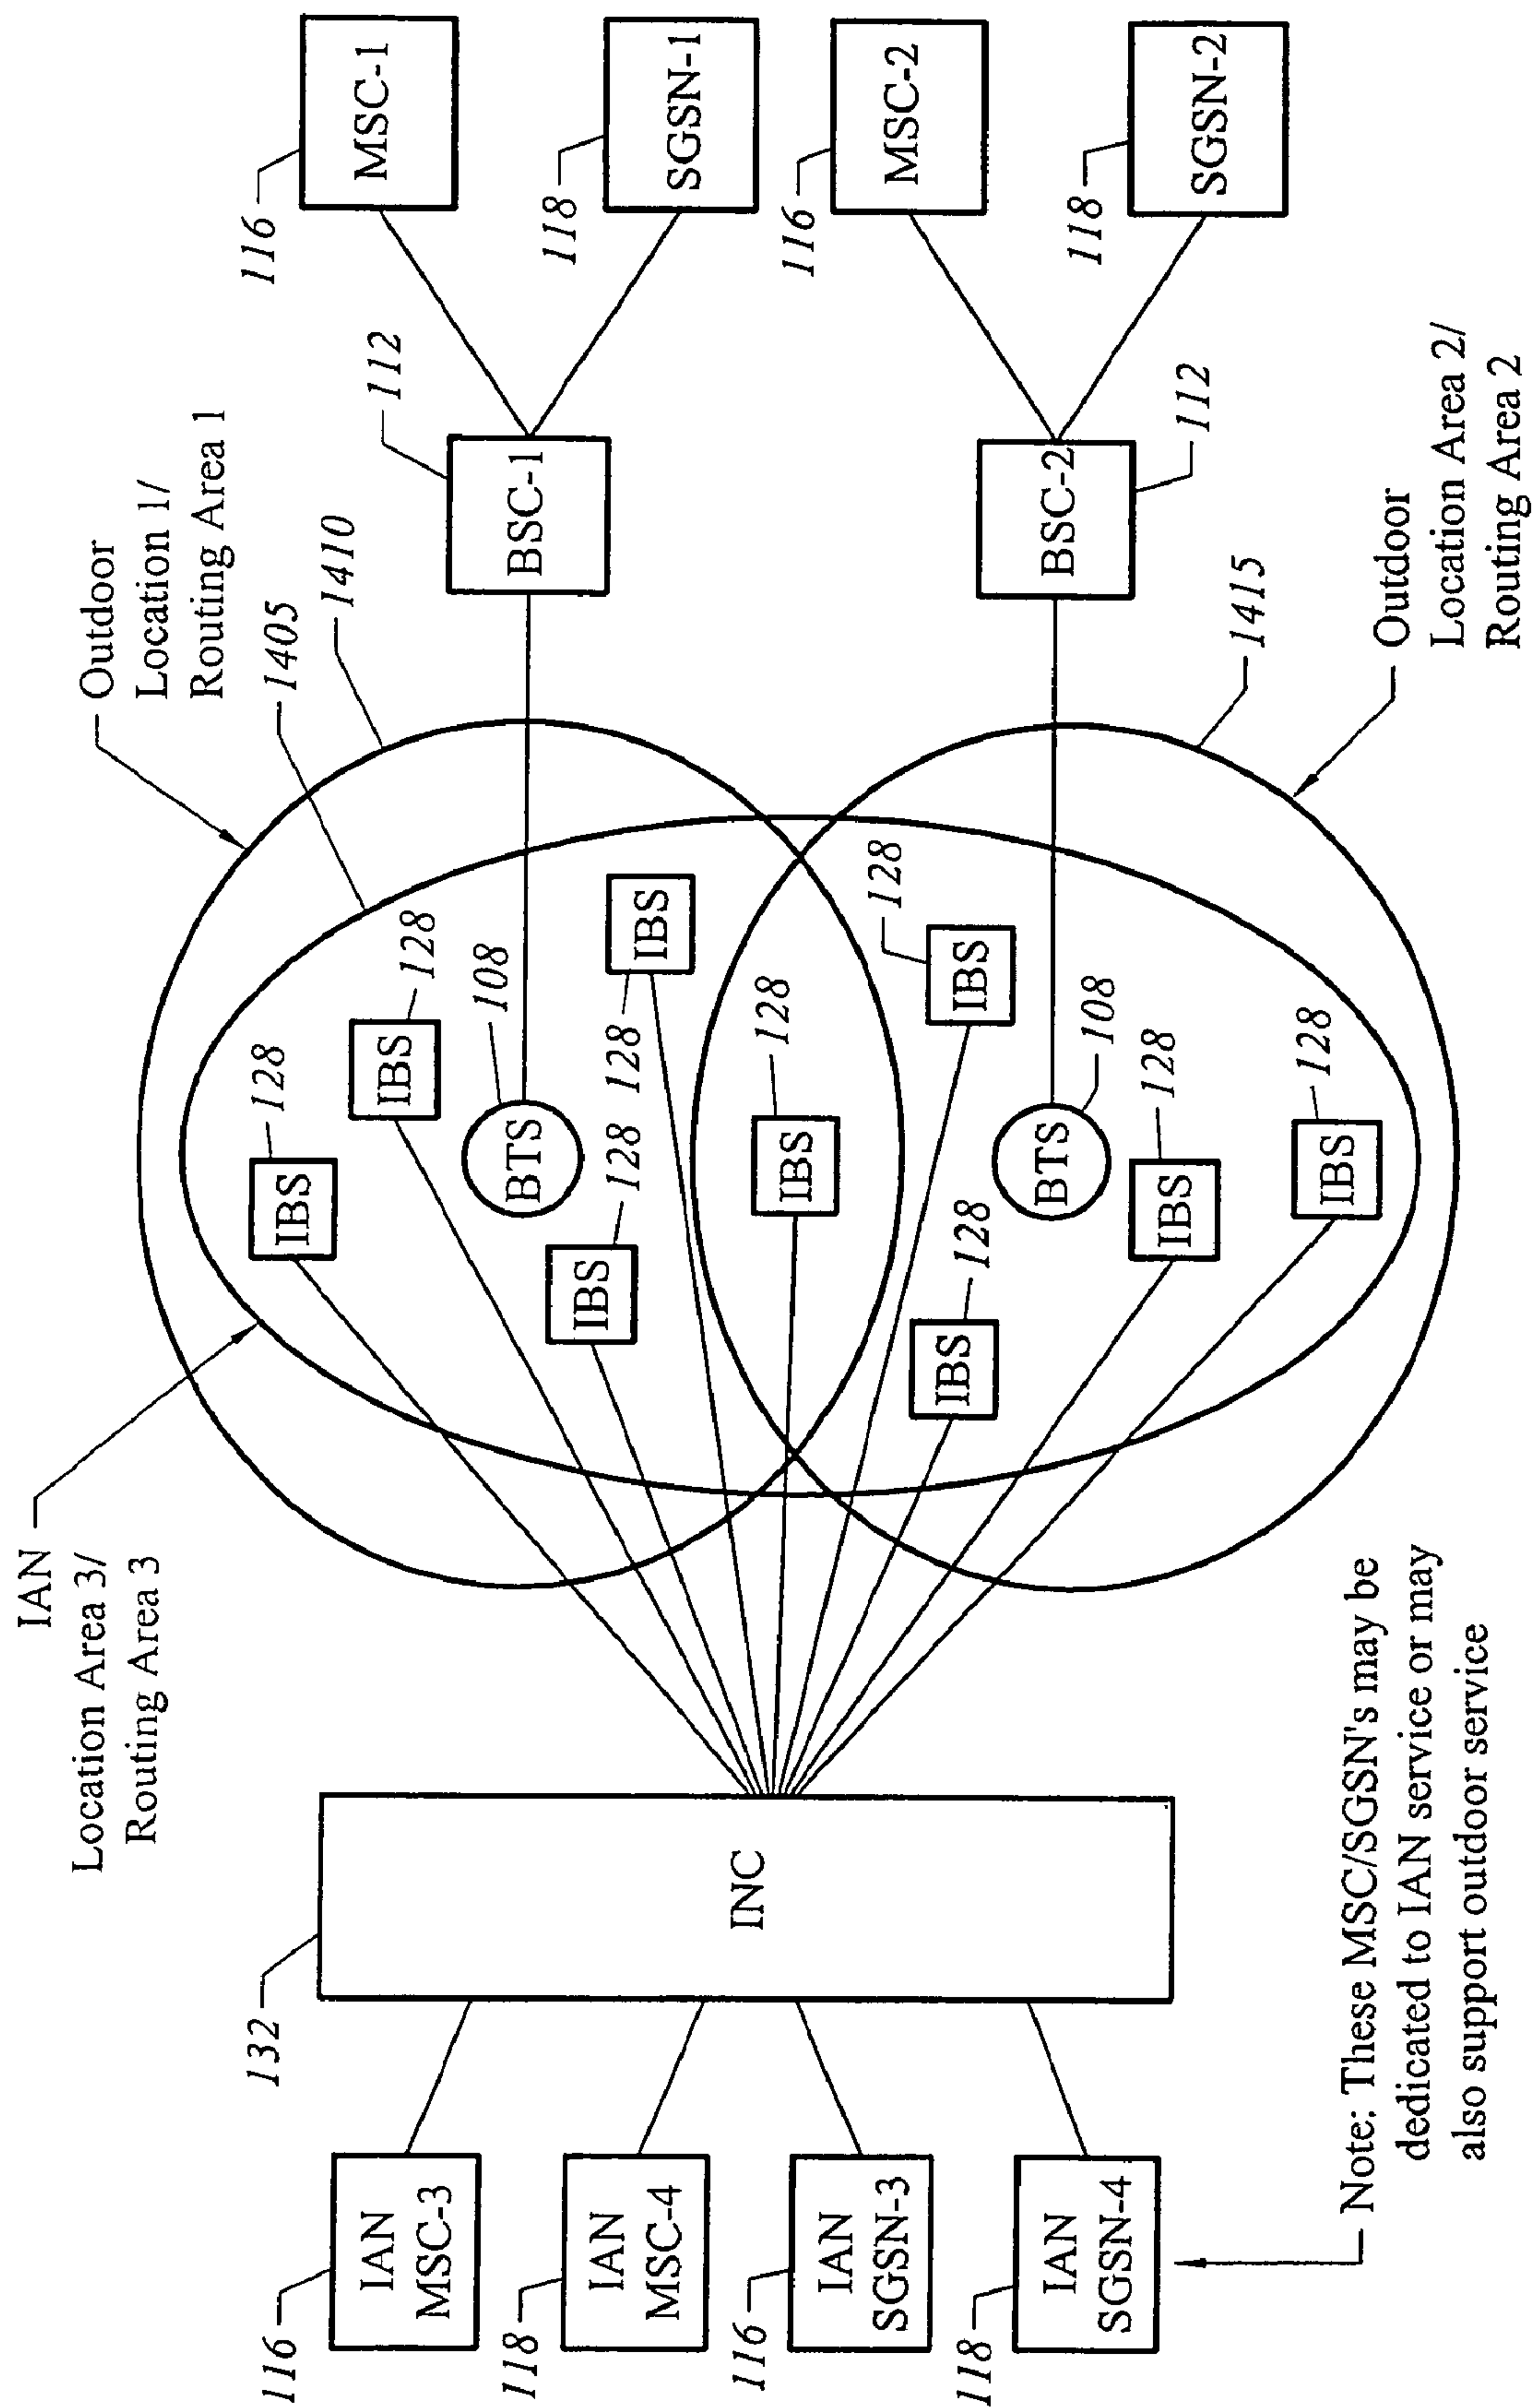 IAN
Location Area 3/
Routing Area 3
Outdoor
Location 1/
Routing Area 1
1405
1410
116
IAN
MSC-3
118
IAN
MSC-4
116
IAN
SGSN-3
118
IAN
SGSN-4
132
INC
128
IBS
128
IBS
108
BTS
128
IBS
128
IBS
128
IBS
128
IBS
128
IBS
108
BTS
128
IBS
128
IBS
112
BSC-1
116
MSC-1
118
SGSN-1
BSC-2
112
116
MSC-2
118
SGSN-2
1415
Outdoor
Location Area 2/
Routing Area 2
Note: These MSC/SGSN's may be
dedicated to IAN service or may
also support outdoor service